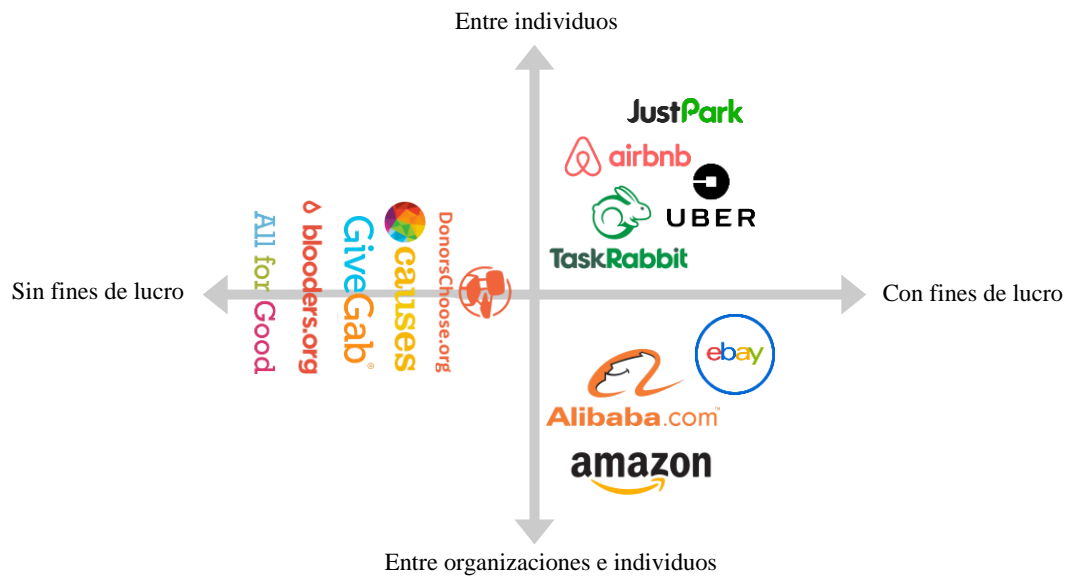 Entre individuos
JustPark
airbnb
UBER
TaskRabbit
Sin fines de lucro
All for Good
blooders.org
GiveGab®
causes
DonorsChoose.org
Con fines de lucro
ebay
Alibaba.com™
amazon
Entre organizaciones e individuos